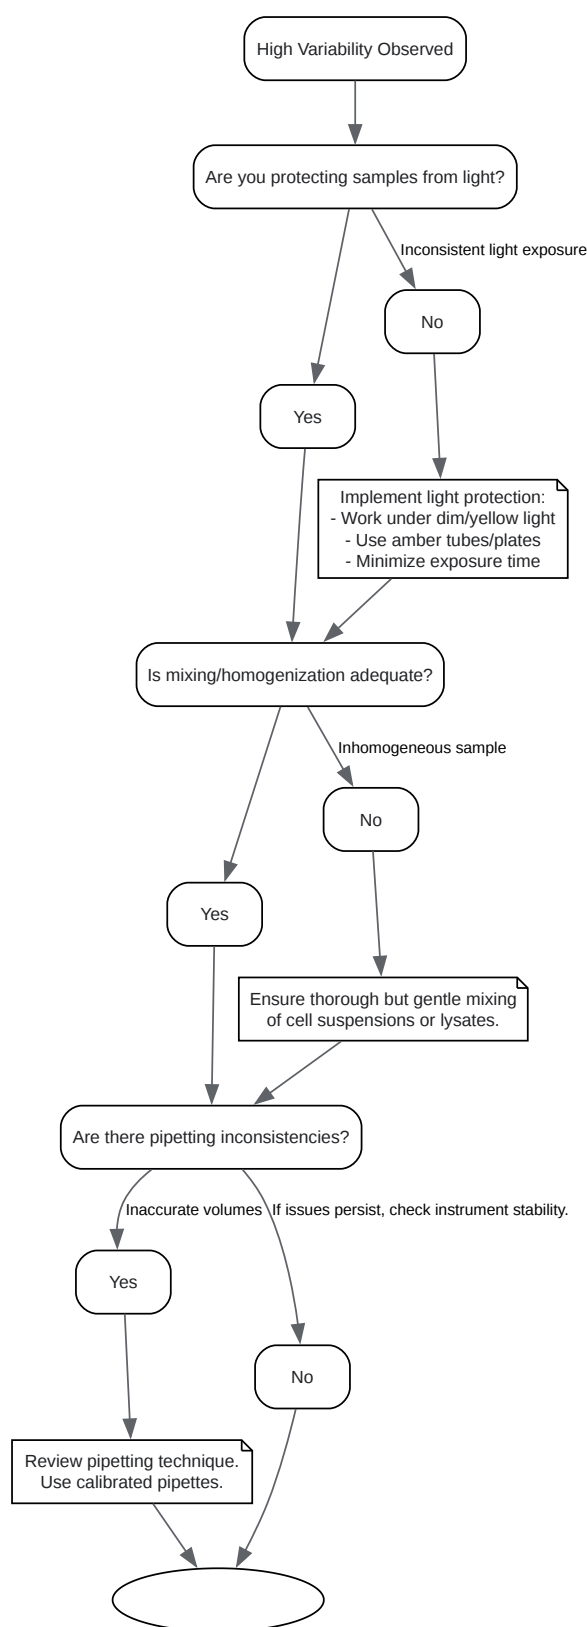 High Variability Observed
Are you protecting samples from light?
Inconsistent light exposure
No
Yes
Implement light protection:
- Work under dim/yellow light
- Use amber tubes/plates
- Minimize exposure time
Is mixing/homogenization adequate?
Inhomogeneous sample
No
Yes
Ensure thorough but gentle mixing
of cell suspensions or lysates.
Are there pipetting inconsistencies?
Inaccurate volumes
If issues persist, check instrument stability.
Yes
No
Review pipetting technique.
Use calibrated pipettes.